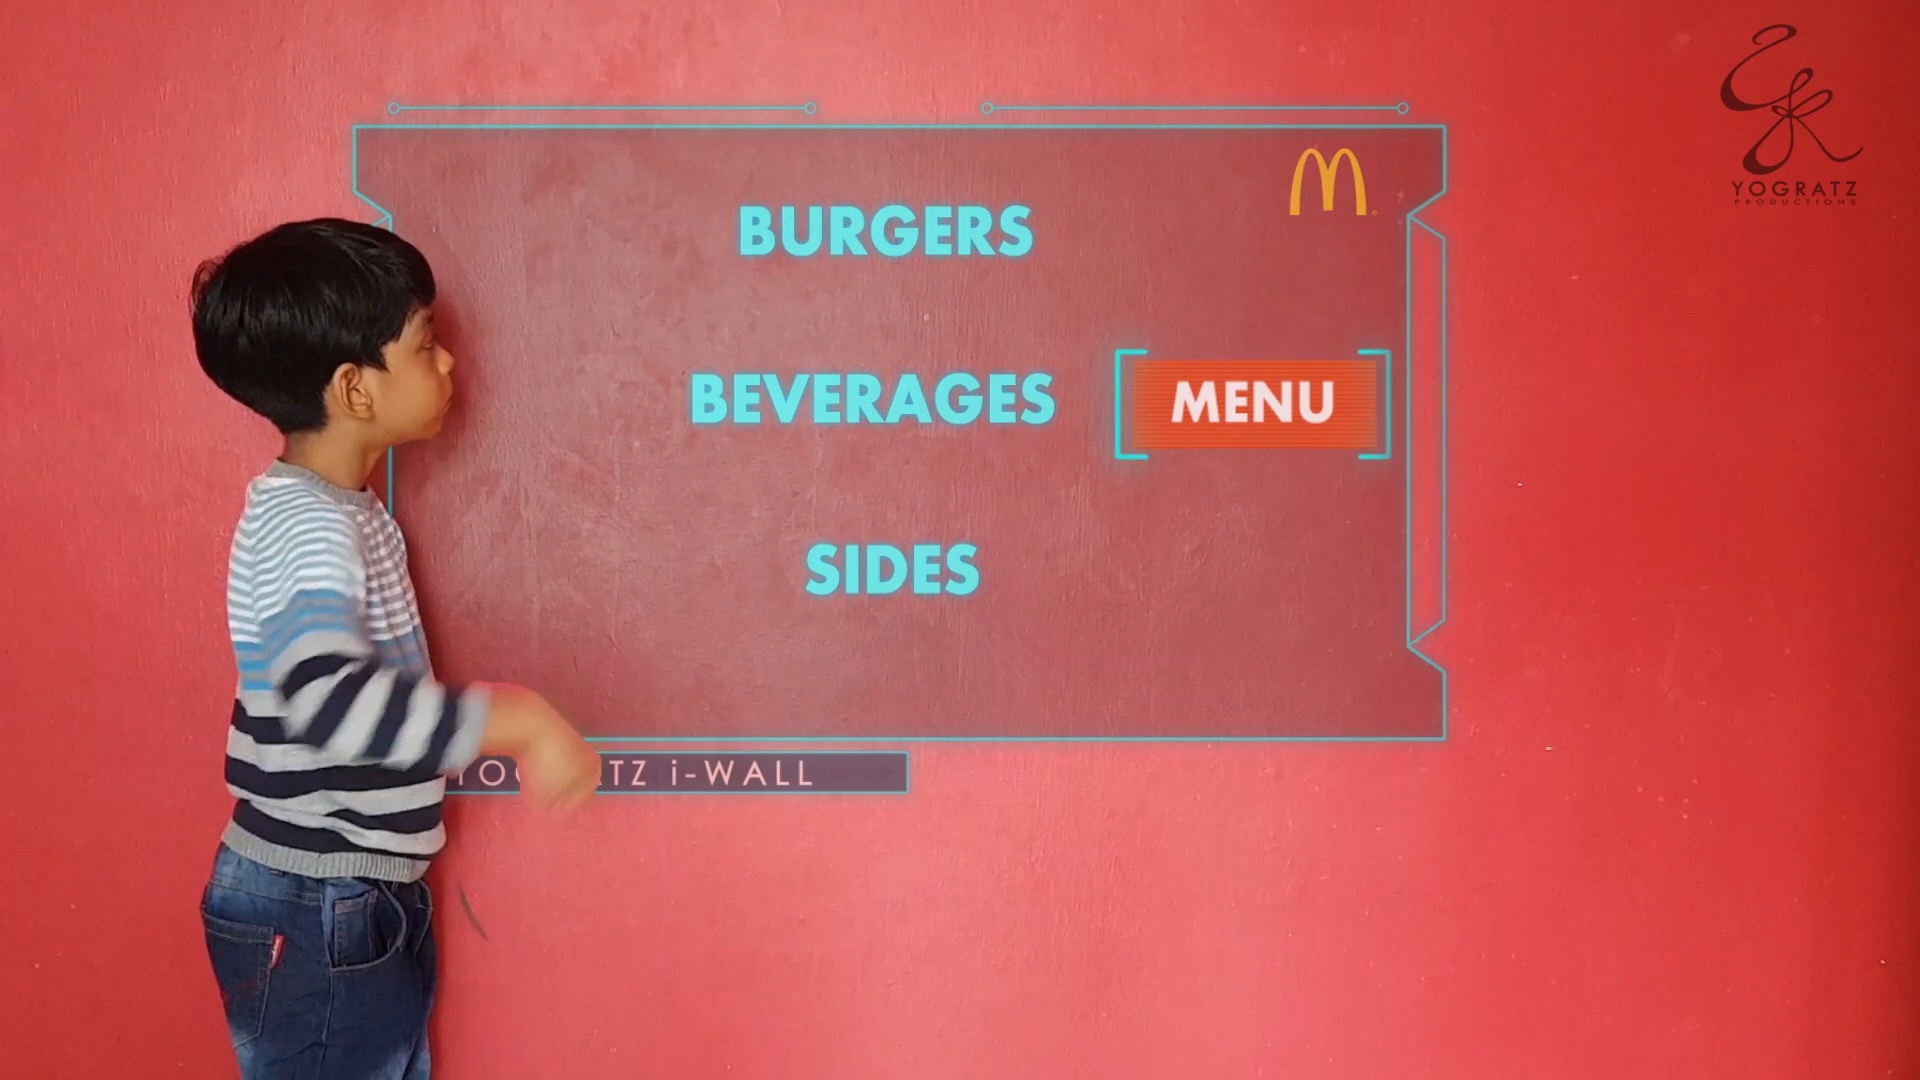 YOGRATZ
PRODUCTIONS
BURGERS
BEVERAGES
MENU
SIDES
TZ i-WALL